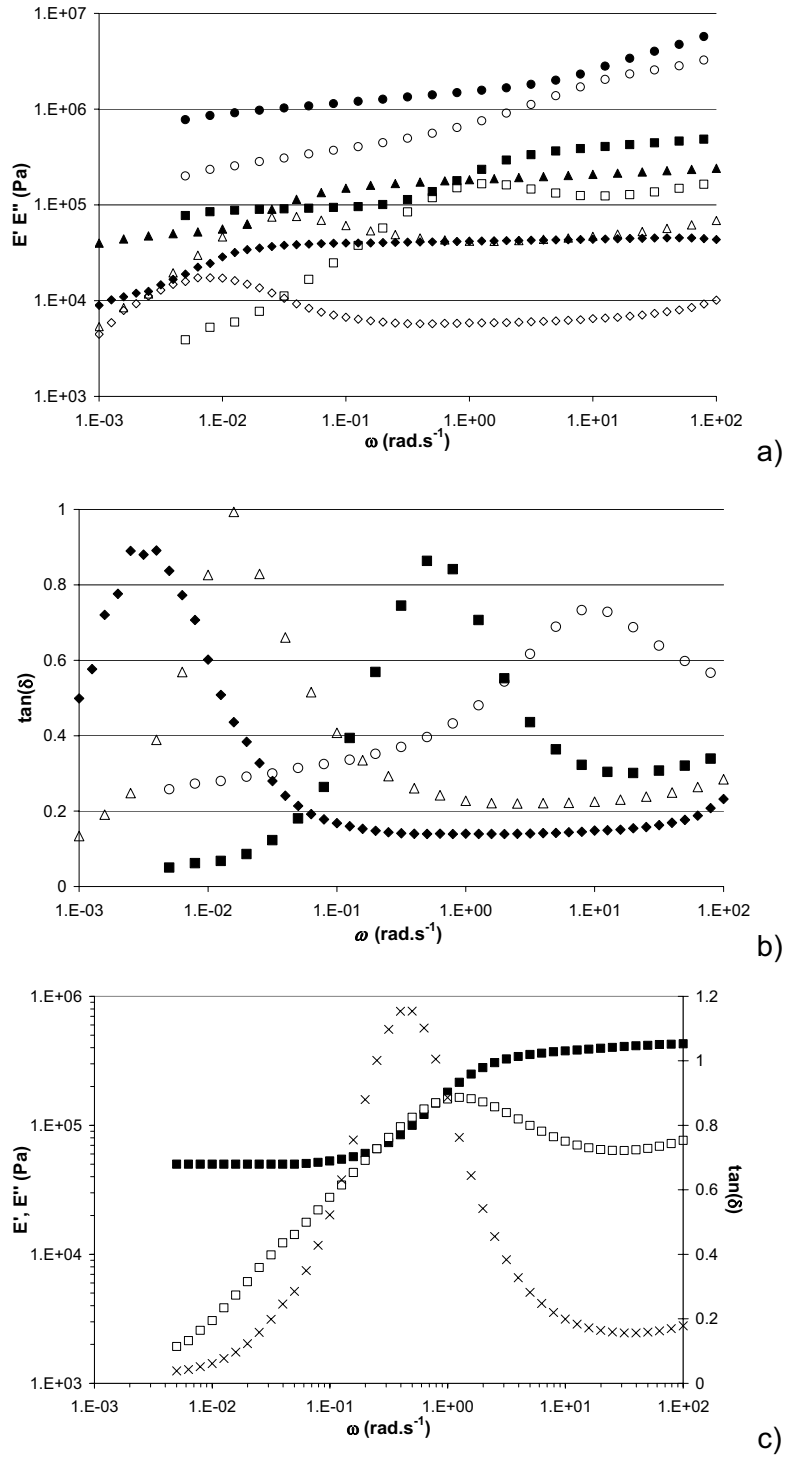 1.E+07
1.E+06
1.E+05
1.E+04
1.E+03
E' E" (Pa)
1.E-03 1.E-02 1.E-01 1.E+00 1.E+01 1.E+02
ω (rad.s-1)
a)
1
0.8
0.6
0.4
0.2
0
tan(δ)
1.E-03 1.E-02 1.E-01 1.E+00 1.E+01 1.E+02
ω (rad.s-1)
b)
1.E+06
1.E+05
1.E+04
1.E+03
E', E" (Pa)
1.2
1
0.8
0.6
0.4
0.2
0
tan(δ)
1.E-03 1.E-02 1.E-01 1.E+00 1.E+01 1.E+02
ω (rad.s-1)
c)